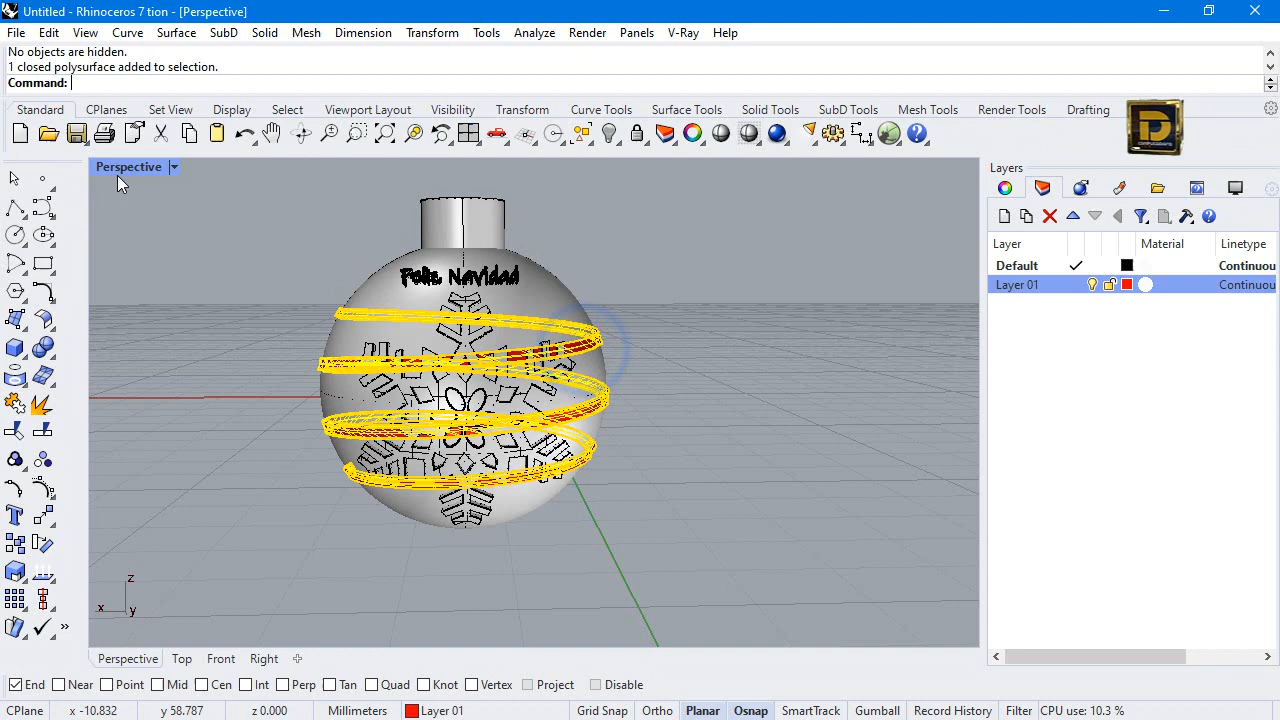 Untitled - Rhinoceros 7 tion - [Perspective]
File Edit View Curve Surface SubD Solid Mesh Dimension Transform Tools Analyze Render Panels V-Ray Help
No objects are hidden.
1 closed polysurface added to selection.
Command:
Standard CPlanes Set View Display Select Viewport Layout Visibility Transform Curve Tools Surface Tools Solid Tools SubD Tools Mesh Tools Render Tools Drafting
Perspective
Layers
Layer Material Linetype
Default Continuou
Layer 01 Continuou
Feliz Navidad
z
x
y
Perspective Top Front Right
End Near Point Mid Cen Int Perp Tan Quad Knot Vertex Project Disable
CPlane x -10.832 y 58.787 z 0.000 Millimeters Layer 01 Grid Snap Ortho Planar Osnap SmartTrack Gumball Record History Filter CPU use: 10.3 %